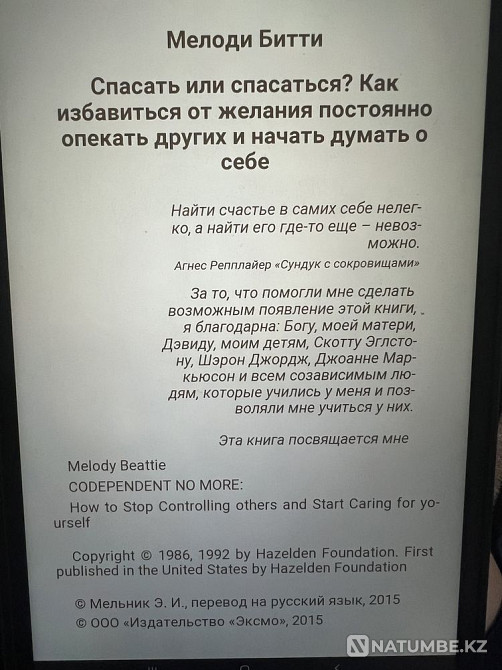 Мелоди Битти
Спасать или спасаться? Как
избавиться от желания постоянно
опекать других и начать думать о
себе
Найти счастье в самих себе нелег-
ко, а найти его где-то еще – невоз-
можно.
Агнес Репплайер «Сундук с сокровищами»
За то, что помогли мне сделать
возможным появление этой книги,
я благодарна: Богу, моей матери,
Дэвиду, моим детям, Скотту Эглсто-
ну, Шэрон Джордж, Джоанне Мар-
кьюсон и всем созависимым лю-
дям, которые учились у меня и поз-
воляли мне учиться у них.
Эта книга посвящается мне
Melody Beattie
CODEPENDENT NO MORE:
How to Stop Controlling others and Start Caring for yo-
urself
Copyright © 1986, 1992 by Hazelden Foundation. First
published in the United States by Hazelden Foundation
© Мельник Э. И., перевод на русский язык, 2015
© ООО «Издательство «Эксмо», 2015
NATUMBE.KZ